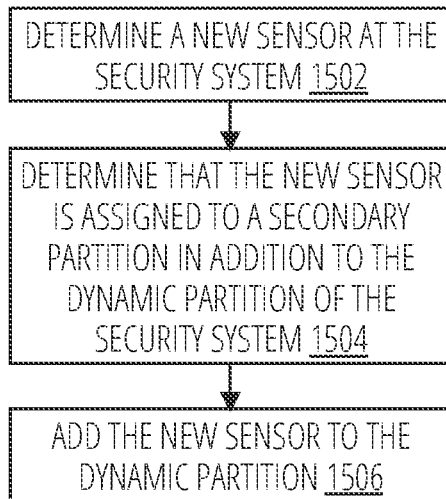 DETERMINE A NEW SENSOR AT THE
SECURITY SYSTEM 1502
DETERMINE THAT THE NEW SENSOR
IS ASSIGNED TO A SECONDARY
PARTITION IN ADDITION TO THE
DYNAMIC PARTITION OF THE
SECURITY SYSTEM 1504
ADD THE NEW SENSOR TO THE
DYNAMIC PARTITION 1506